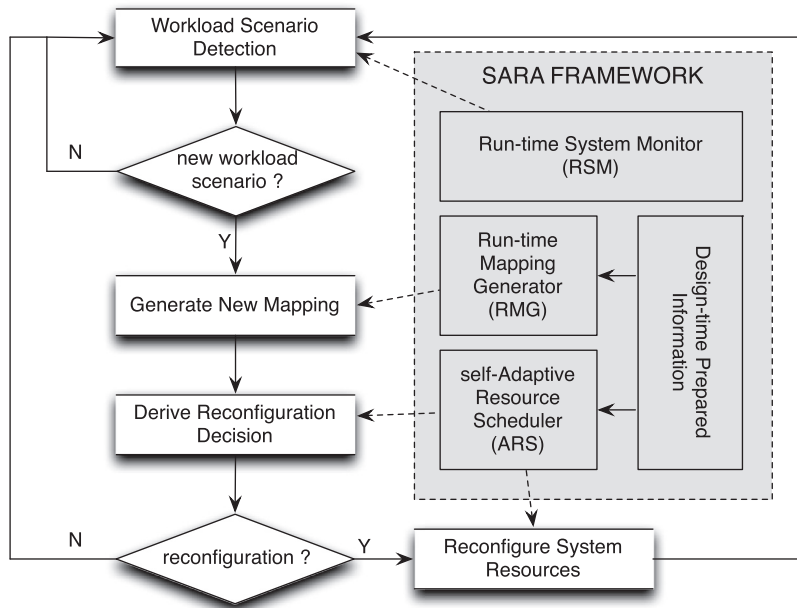 Workload Scenario
Detection
SARA FRAMEWORK
Run-time System Monitor
(RSM)
N
new workload
scenario ?
Y
Run-time
Mapping
Generator
(RMG)
Design-time Prepared
Information
Generate New Mapping
self-Adaptive
Resource
Scheduler
(ARS)
Derive Reconfiguration
Decision
N
reconfiguration ?
Y
Reconfigure System
Resources